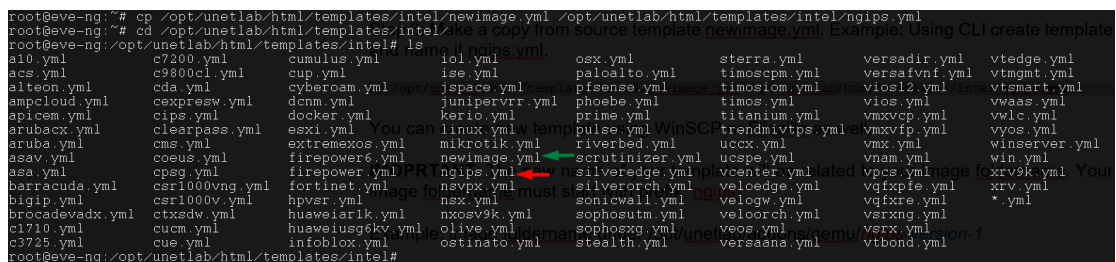 root@eve-ng:~# cp /opt/unetlab/html/templates/intel/newimage.yml /opt/unetlab/html/templates/intel/ngips.yml
root@eve-ng:~# cd /opt/unetlab/html/templates/intel/
root@eve-ng:/opt/unetlab/html/templates/intel# ls
a10.yml c7200.yml cumulus.yml iol.yml osx.yml sterra.yml versadir.yml vtedge.yml
acs.yml c9800cl.yml cup.yml ise.yml paloalto.yml timoscpm.yml versafvnf.yml vtmgmt.yml
alteon.yml cda.yml cyberoam.yml jspace.yml pfsense.yml timosiom.yml viosl2.yml vtsmart.yml
ampcloud.yml cexpresw.yml dcnm.yml junipervrr.yml phoebe.yml timos.yml vios.yml vwaas.yml
apicem.yml cips.yml docker.yml kerio.yml prime.yml titanium.yml vmxvcp.yml vwlc.yml
arubacx.yml clearpass.yml esxi.yml linux.yml pulse.yml trendmivtps.yml vmxvfp.yml vyos.yml
aruba.yml cms.yml extremexos.yml mikrotik.yml riverbed.yml uccx.yml vmx.yml winserver.yml
asav.yml coeus.yml firepower6.yml newimage.yml scrutinizer.yml ucspe.yml vnam.yml win.yml
asa.yml cpsg.yml firepower.yml ngips.yml silveredge.yml vcenter.yml vpcs.yml xrv9k.yml
barracuda.yml csr1000vng.yml fortinet.yml nsvpx.yml silverorch.yml veloedge.yml vqfxpfe.yml xrv.yml
bigip.yml csr1000v.yml hpvsr.yml nsx.yml sonicwall.yml velogw.yml vqfxre.yml *.yml
brocadevadx.yml ctxsdw.yml huaweiar1k.yml nxosv9k.yml sophosutm.yml veloorch.yml vsrxng.yml
c1710.yml cucm.yml huaweiusg6kv.yml olive.yml sophosxg.yml veos.yml vsrx.yml
c3725.yml cue.yml infoblox.yml ostinato.yml stealth.yml versaana.yml vtbond.yml
root@eve-ng:/opt/unetlab/html/templates/intel#